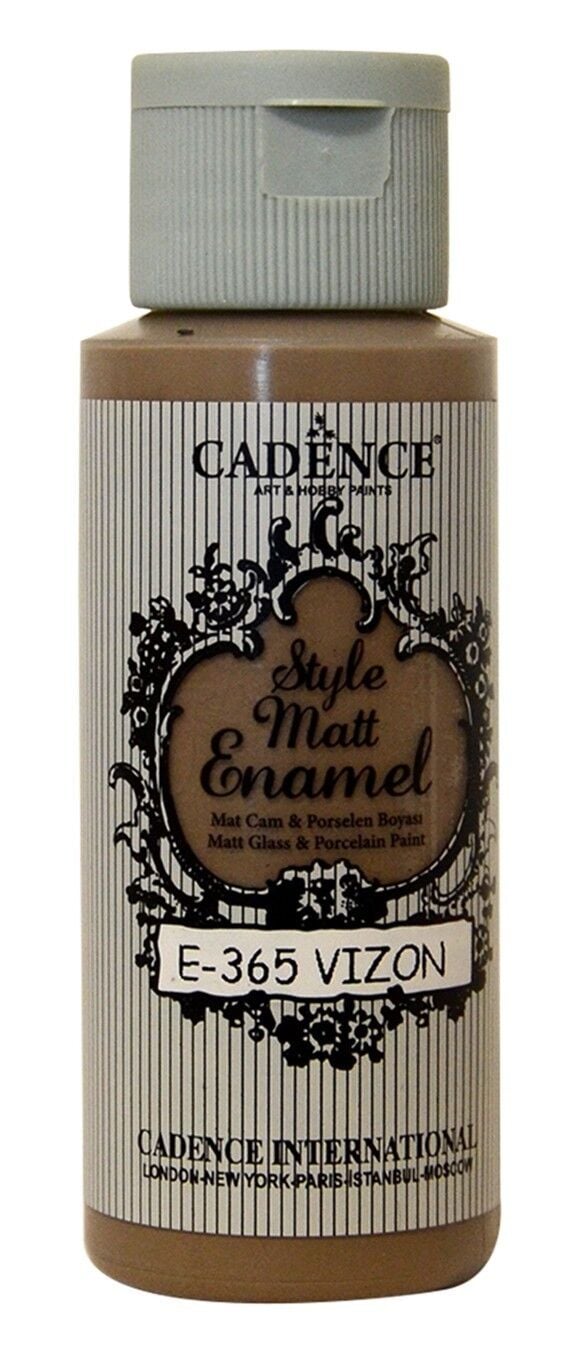 CADENCE®
ART & HOBBY PAINTS
Style
Matt
Enamel
Mat Cam & Porselen Boyası
Matt Glass & Porcelain Paint
E-365 VIZON
CADENCE INTERNATIONAL
LONDON-NEW YORK-PARIS-İSTANBUL-MOSCOW